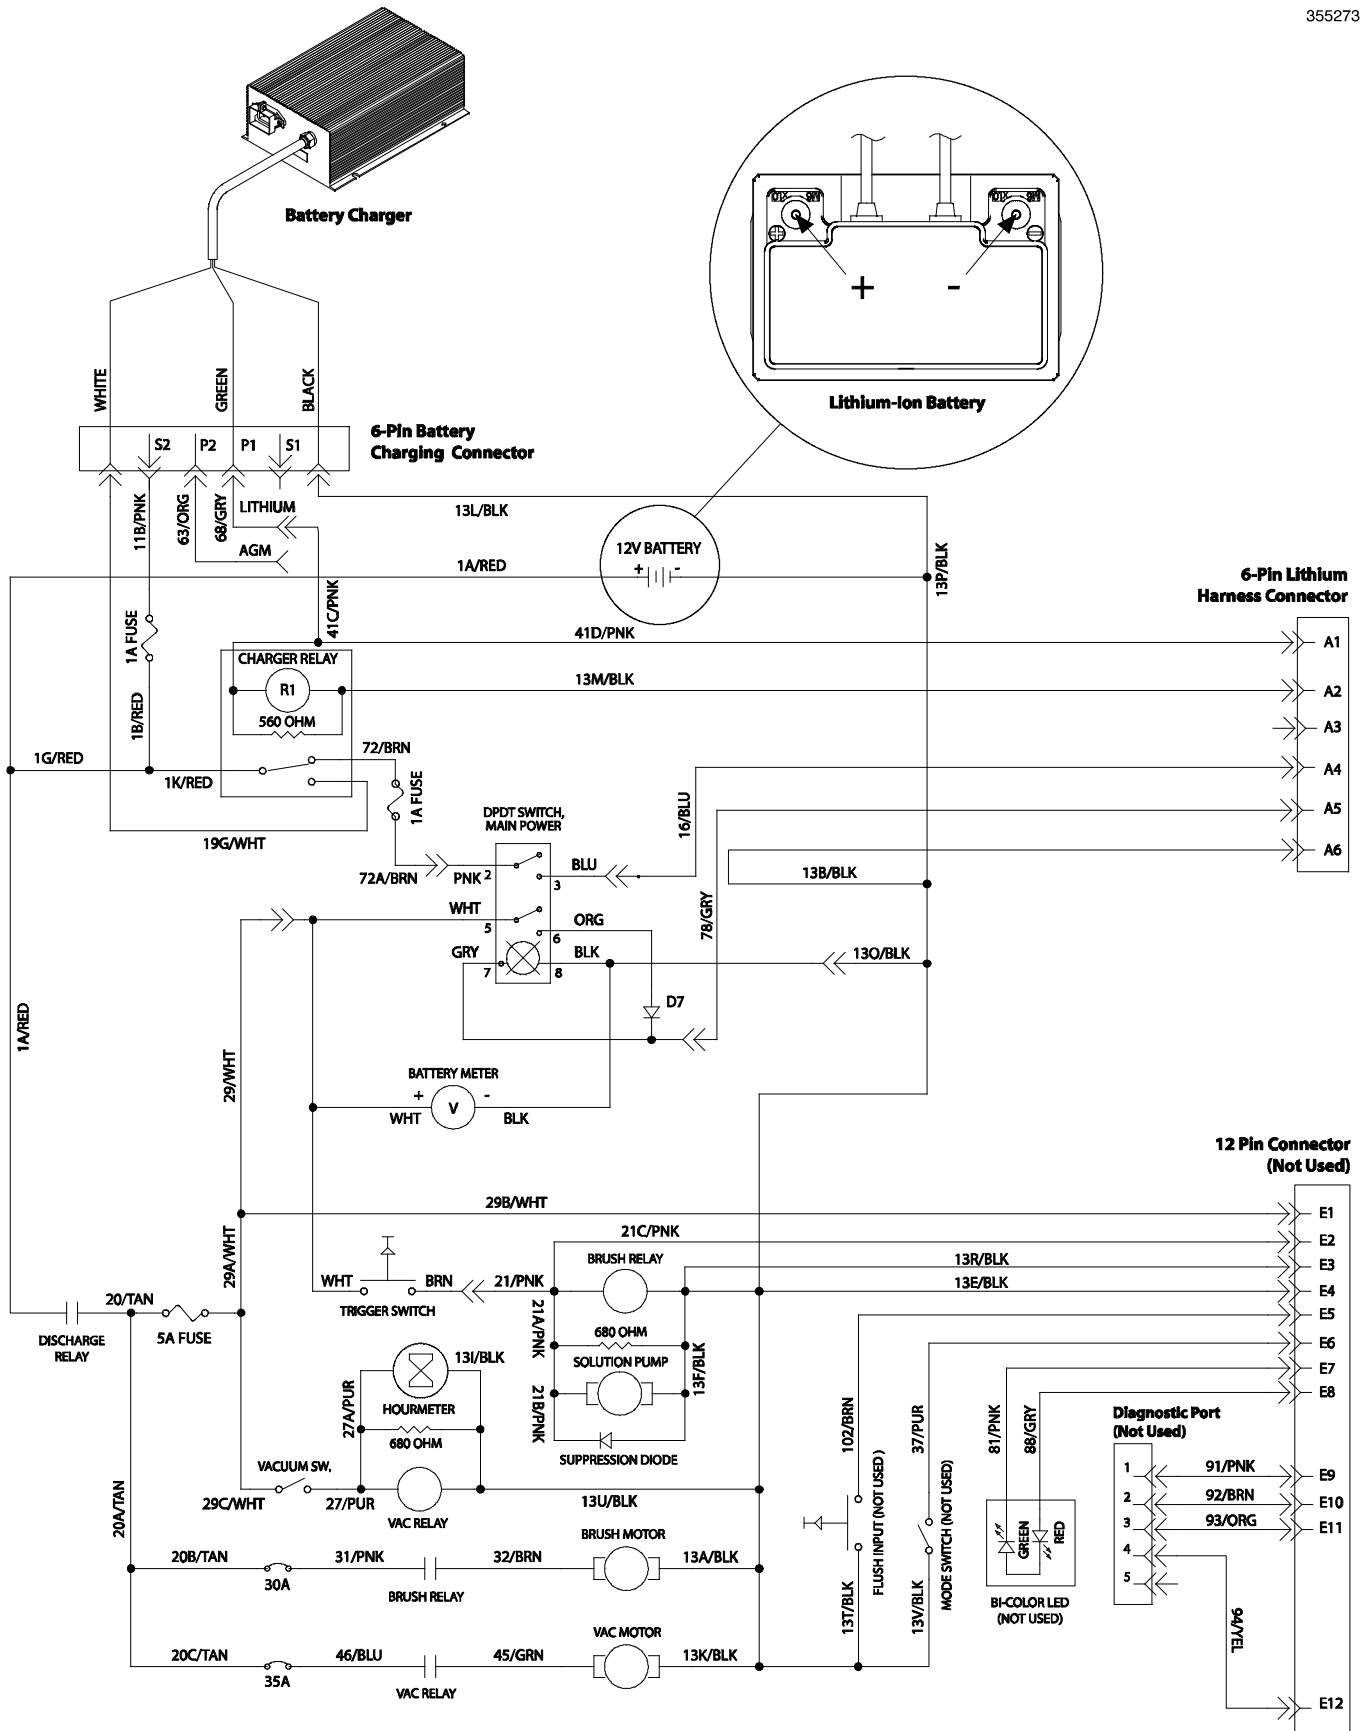 355273
Battery Charger
+
-
Lithium-Ion Battery
WHITE
GREEN
BLACK
6-Pin Battery
Charging Connector
S2
P2
P1
S1
11B/PNK
63/ORG
68/GRY
LITHIUM
AGM
13L/BLK
12V BATTERY
+
-
1A/RED
13P/BLK
6-Pin Lithium
Harness Connector
1A FUSE
41C/PNK
41D/PNK
A1
CHARGER RELAY
R1
560 OHM
13M/BLK
A2
A3
1B/RED
1G/RED
1K/RED
72/BRN
1A FUSE
A4
16/BLU
A5
A6
DPDT SWITCH,
MAIN POWER
19G/WHT
72A/BRN
PNK
2
3
BLU
13B/BLK
78/GRY
WHT
5
6
ORG
GRY
7
8
BLK
13O/BLK
D7
1A/RED
29/WHT
BATTERY METER
+
-
V
WHT
BLK
12 Pin Connector
(Not Used)
29B/WHT
E1
21C/PNK
E2
29A/WHT
BRUSH RELAY
13R/BLK
E3
WHT
BRN
21/PNK
13E/BLK
E4
TRIGGER SWITCH
20/TAN
5A FUSE
DISCHARGE
RELAY
21A/PNK
680 OHM
SOLUTION PUMP
13F/BLK
21B/PNK
SUPPRESSION DIODE
E5
E6
E7
E8
13I/BLK
27A/PUR
HOURMETER
680 OHM
VACUUM SW.
29C/WHT
27/PUR
VAC RELAY
13U/BLK
102/BRN
37/PUR
81/PNK
88/GRY
Diagnostic Port
(Not Used)
1
91/PNK
E9
2
92/BRN
E10
3
93/ORG
E11
4
5
94/YEL
E12
FLUSH INPUT (NOT USED )
MODE SWITCH (NOT USED)
GREEN
RED
BI-COLOR LED
(NOT USED)
13T/BLK
13V/BLK
20A/TAN
20B/TAN
30A
31/PNK
BRUSH RELAY
32/BRN
BRUSH MOTOR
13A/BLK
20C/TAN
35A
46/BLU
VAC RELAY
45/GRN
VAC MOTOR
13K/BLK